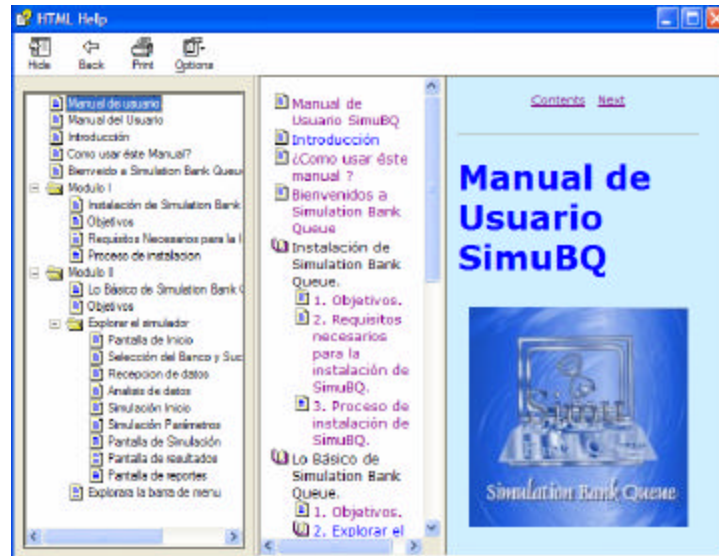 HTML Help
Hide Back Print Options
Manual de usuario
Manual del Usuario
Introducción
Como usar éste Manual?
Bienveido a Simulation Bank Queu
Modulo I
Instalación de Simulation Bank
Objetivos
Requisitos Necesarios para la I
Proceso de instalacion
Modulo II
Lo Básico de Simulation Bank
Objetivos
Explorar el simulador
Pantalla de Inicio
Selección del Banco y Suc
Recepcion de datos
Analisis de datos
Simulación Inicio
Simulación Parámetros
Pantalla de Simulación
Pantalla de resultados
Pantalla de reportes
Explorara la barra de menu
Manual de
Usuario SimuBQ
Introducción
¿Como usar éste
manual ?
Bienvenidos a
Simulation Bank
Queue
Instalación de
Simulation Bank
Queue.
1. Objetivos.
2. Requisitos
necesarios
para la
instalación de
SimuBQ.
3. Proceso de
instalación de
SimuBQ.
Lo Básico de
Simulation Bank
Queue.
1. Objetivos.
2. Explorar el
Contents Next
Manual de
Usuario
SimuBQ
Simu
Simulation Bank Queue